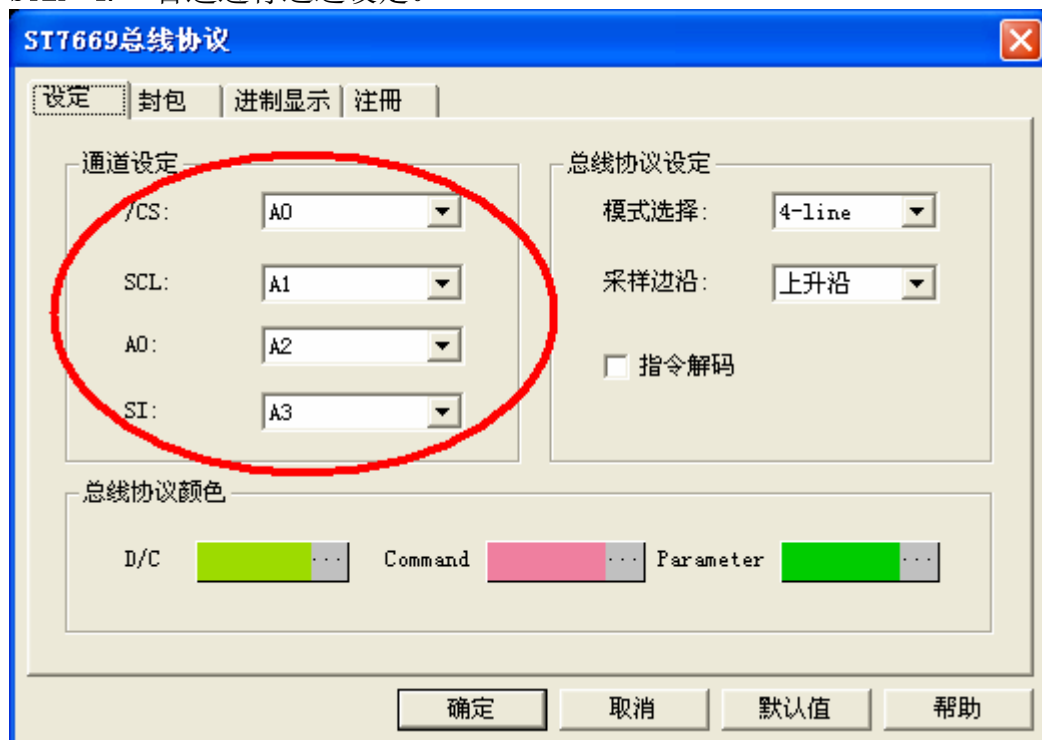 ST7669总线协议
设定 封包 进制显示 注册
通道设定
/CS: A0
SCL: A1
A0: A2
SI: A3
总线协议设定
模式选择: 4-line
采样边沿: 上升沿
指令解码
总线协议颜色
D/C ... Command ... Parameter ...
确定 取消 默认值 帮助